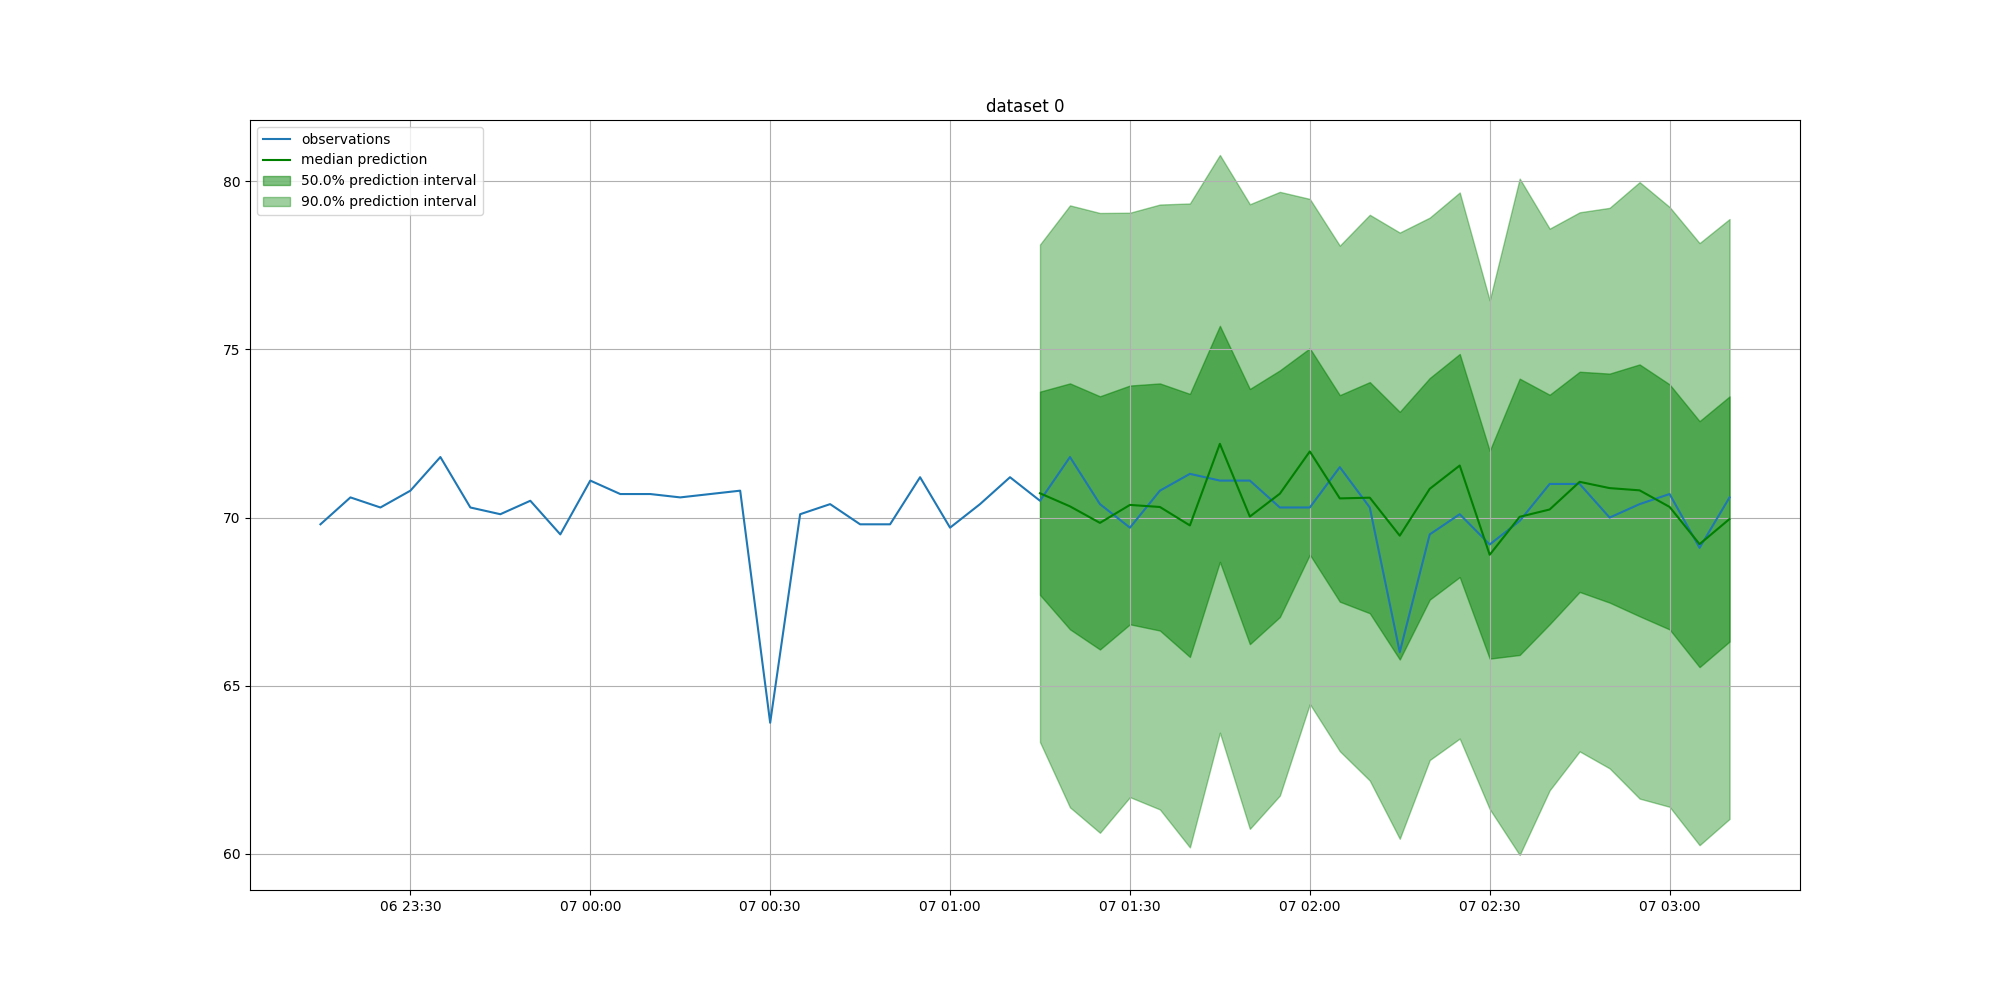 dataset 0
observations
median prediction
50.0% prediction interval
90.0% prediction interval
80
75
70
65
60
06 23:30
07 00:00
07 00:30
07 01:00
07 01:30
07 02:00
07 02:30
07 03:00